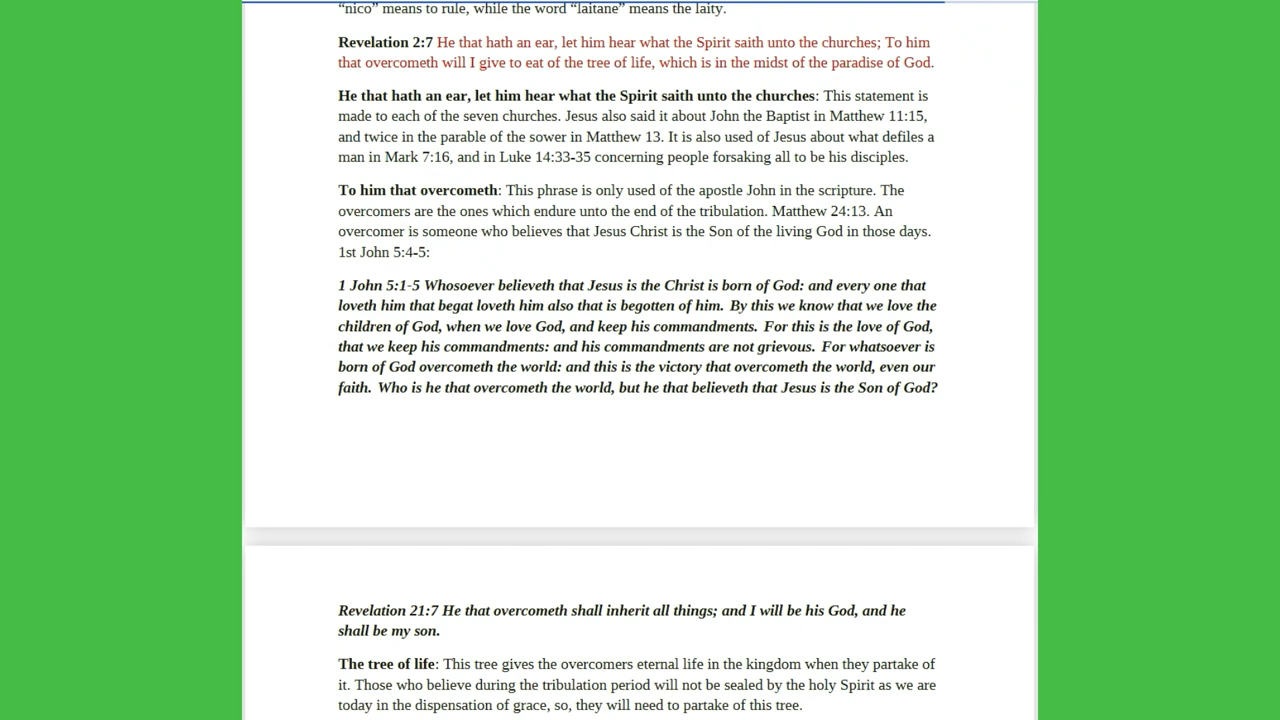 “nico” means to rule, while the word “laitane” means the laity.
Revelation 2:7 He that hath an ear, let him hear what the Spirit saith unto the churches; To him
that overcometh will I give to eat of the tree of life, which is in the midst of the paradise of God.
He that hath an ear, let him hear what the Spirit saith unto the churches: This statement is
made to each of the seven churches. Jesus also said it about John the Baptist in Matthew 11:15,
and twice in the parable of the sower in Matthew 13. It is also used of Jesus about what defiles a
man in Mark 7:16, and in Luke 14:33-35 concerning people forsaking all to be his disciples.
To him that overcometh: This phrase is only used of the apostle John in the scripture. The
overcomers are the ones which endure unto the end of the tribulation. Matthew 24:13. An
overcomer is someone who believes that Jesus Christ is the Son of the living God in those days.
1st John 5:4-5:
1 John 5:1-5 Whosoever believeth that Jesus is the Christ is born of God: and every one that
loveth him that begat loveth him also that is begotten of him. By this we know that we love the
children of God, when we love God, and keep his commandments. For this is the love of God,
that we keep his commandments: and his commandments are not grievous. For whatsoever is
born of God overcometh the world: and this is the victory that overcometh the world, even our
faith. Who is he that overcometh the world, but he that believeth that Jesus is the Son of God?
Revelation 21:7 He that overcometh shall inherit all things; and I will be his God, and he
shall be my son.
The tree of life: This tree gives the overcomers eternal life in the kingdom when they partake of
it. Those who believe during the tribulation period will not be sealed by the holy Spirit as we are
today in the dispensation of grace, so, they will need to partake of this tree.